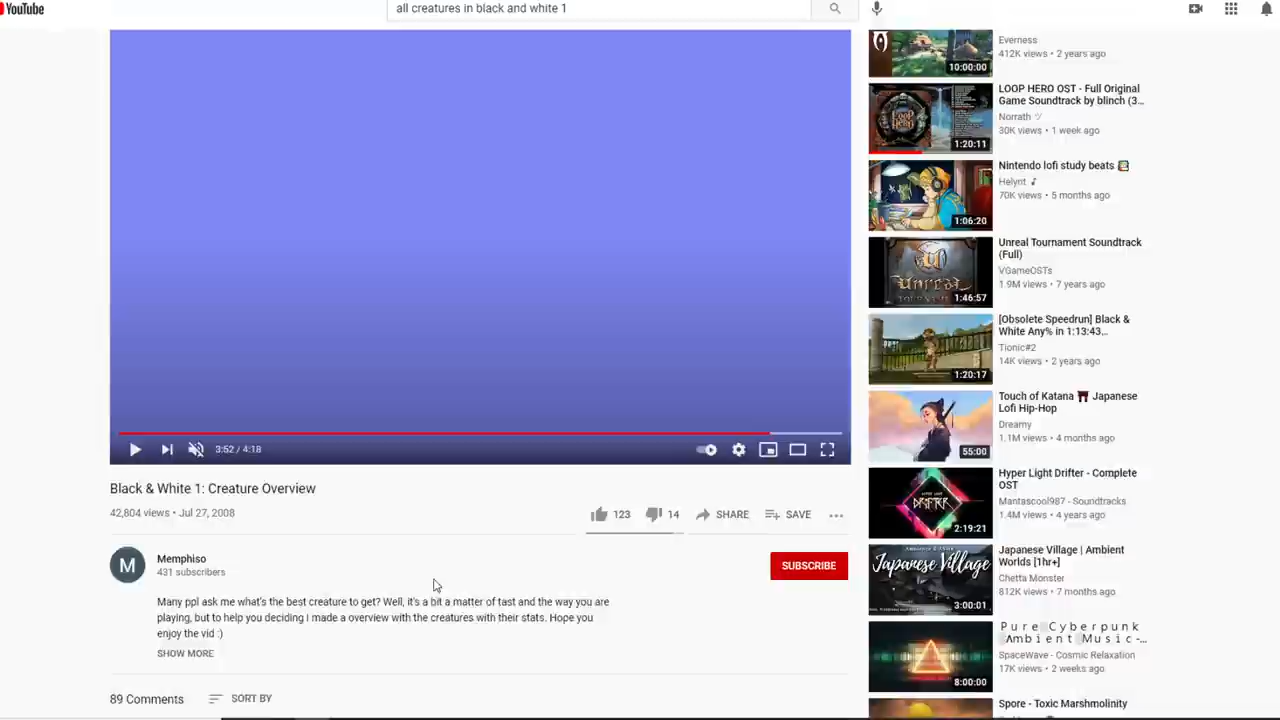 YouTube
all creatures in black and white 1
3:52 / 4:18
Black & White 1: Creature Overview
42,804 views • Jul 27, 2008
123
14
SHARE
SAVE
M
Memphiso
431 subscribers
SUBSCRIBE
Many ppl ask me what's the best creature to get? Well, it's a bit a matter of tast and the way you are
playing, but to help you deciding I made a overview with the creatures with their stats. Hope you
enjoy the vid :)
SHOW MORE
89 Comments
SORT BY
Everness
412K views • 2 years ago
10:00:00
LOOP HERO OST - Full Original
Game Soundtrack by blinch (3...
Norrath ツ
30K views • 1 week ago
LOOP
HERO
1:20:11
Nintendo lofi study beats
Helynt ♪
70K views • 5 months ago
1:06:20
Unreal Tournament Soundtrack
(Full)
VGameOSTs
1.9M views • 7 years ago
UNREAL
TOURNAMENT
1:46:57
[Obsolete Speedrun] Black &
White Any% in 1:13:43,...
Tionic#2
14K views • 2 years ago
1:20:17
Touch of Katana ⛩ Japanese
Lofi Hip-Hop
Dreamy
1.1M views • 4 months ago
55:00
Hyper Light Drifter - Complete
OST
Mantascool987 - Soundtracks
1.4M views • 4 years ago
DRIFTER
2:19:21
Japanese Village | Ambient
Worlds [1hr+]
Chetta Monster
812K views • 7 months ago
Japanese Village
3:00:01
Pure Cyberpunk
Ambient Music -...
SpaceWave - Cosmic Relaxation
17K views • 2 weeks ago
8:00:00
Spore - Toxic Marshmolinity